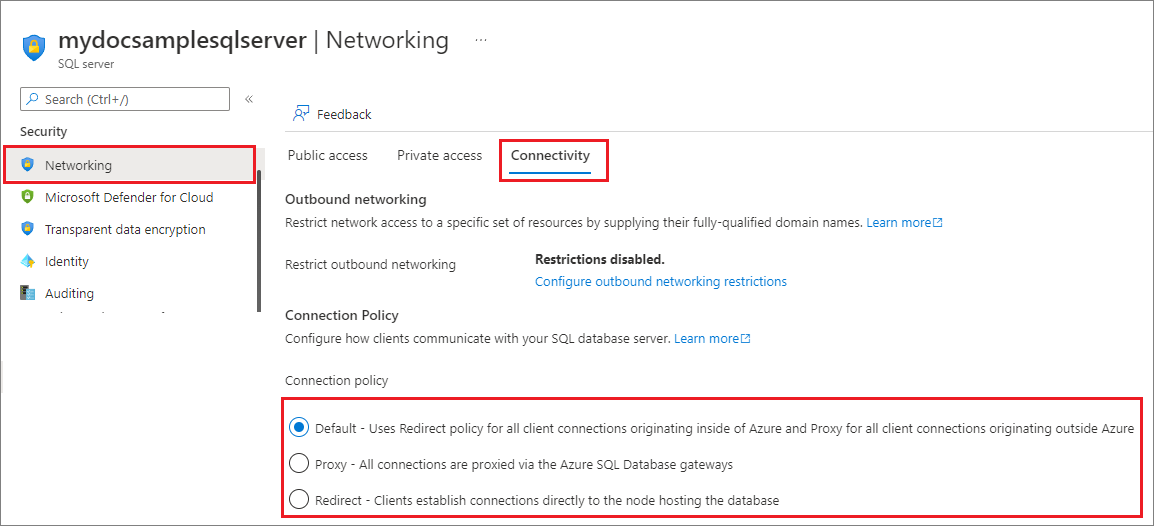 mydocsamplesqlserver | Networking ...
SQL server
Search (Ctrl+/) «
Security
Networking
Microsoft Defender for Cloud
Transparent data encryption
Identity
Auditing
Feedback
Public access Private access Connectivity
Outbound networking
Restrict network access to a specific set of resources by supplying their fully-qualified domain names. Learn more
Restrict outbound networking
Restrictions disabled.
Configure outbound networking restrictions
Connection Policy
Configure how clients communicate with your SQL database server. Learn more
Connection policy
Default - Uses Redirect policy for all client connections originating inside of Azure and Proxy for all client connections originating outside Azure
Proxy - All connections are proxied via the Azure SQL Database gateways
Redirect - Clients establish connections directly to the node hosting the database